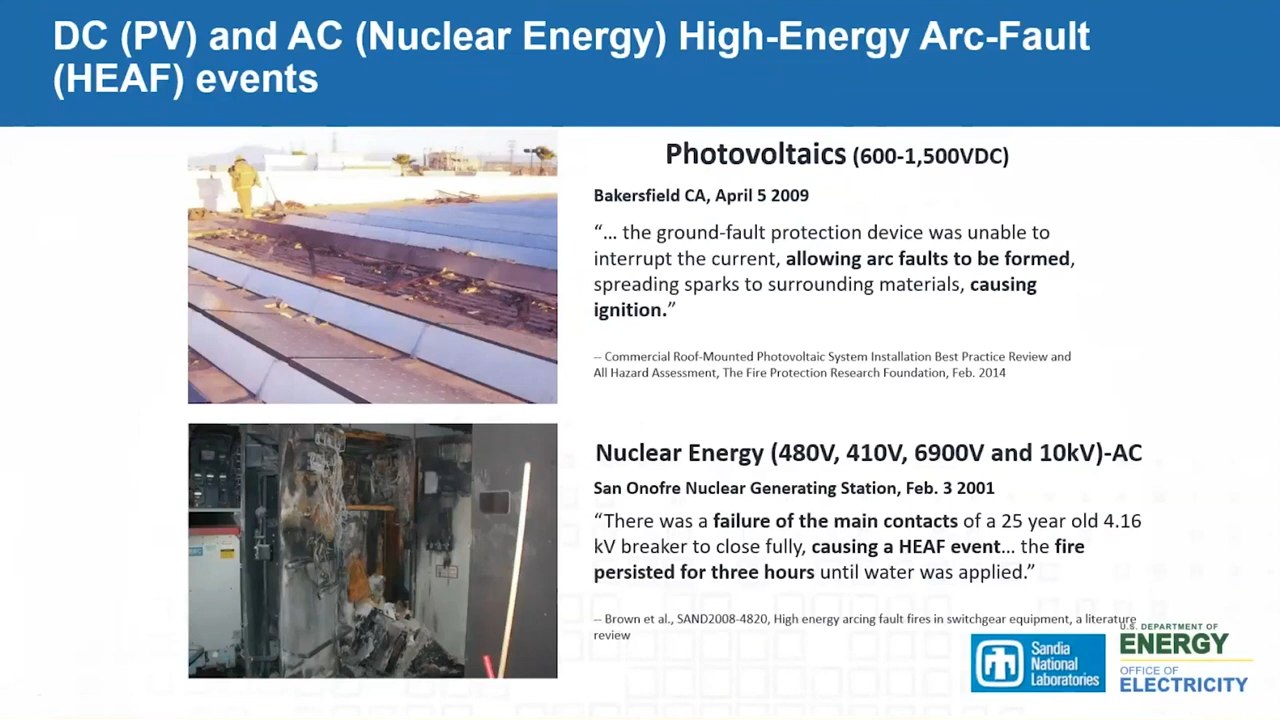 DC (PV) and AC (Nuclear Energy) High-Energy Arc-Fault
(HEAF) events
Photovoltaics (600-1,500VDC)
Bakersfield CA, April 5 2009
“… the ground-fault protection device was unable to
interrupt the current, allowing arc faults to be formed,
spreading sparks to surrounding materials, causing
ignition.”
-- Commercial Roof-Mounted Photovoltaic System Installation Best Practice Review and
All Hazard Assessment, The Fire Protection Research Foundation, Feb. 2014
Nuclear Energy (480V, 410V, 6900V and 10kV)-AC
San Onofre Nuclear Generating Station, Feb. 3 2001
“There was a failure of the main contacts of a 25 year old 4.16
kV breaker to close fully, causing a HEAF event… the fire
persisted for three hours until water was applied.”
-- Brown et al., SAND2008-4820, High energy arcing fault fires in switchgear equipment, a literature
review
Sandia
National
Laboratories
U.S. DEPARTMENT OF
ENERGY
OFFICE OF
ELECTRICITY